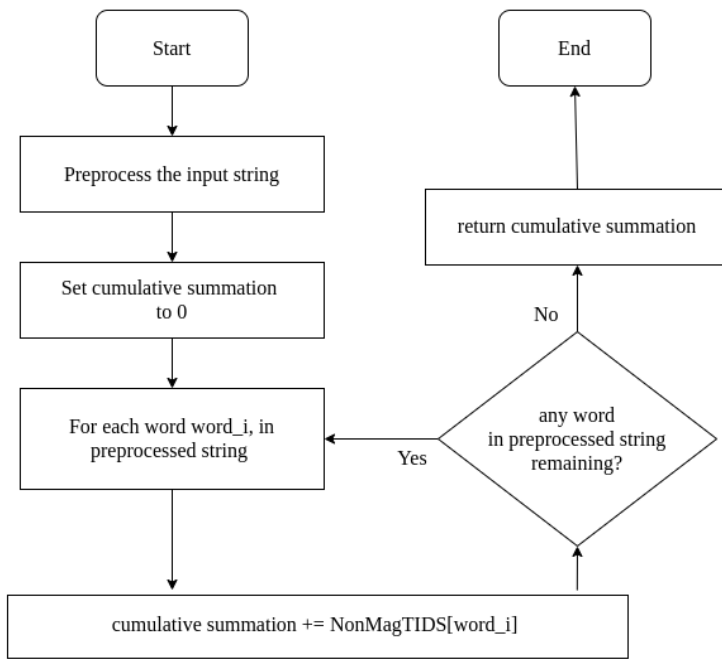 Start
Preprocess the input string
Set cumulative summation
to 0
For each word word_i, in
preprocessed string
cumulative summation += NonMagTIDS[word_i]
any word
in preprocessed string
remaining?
Yes
No
return cumulative summation
End